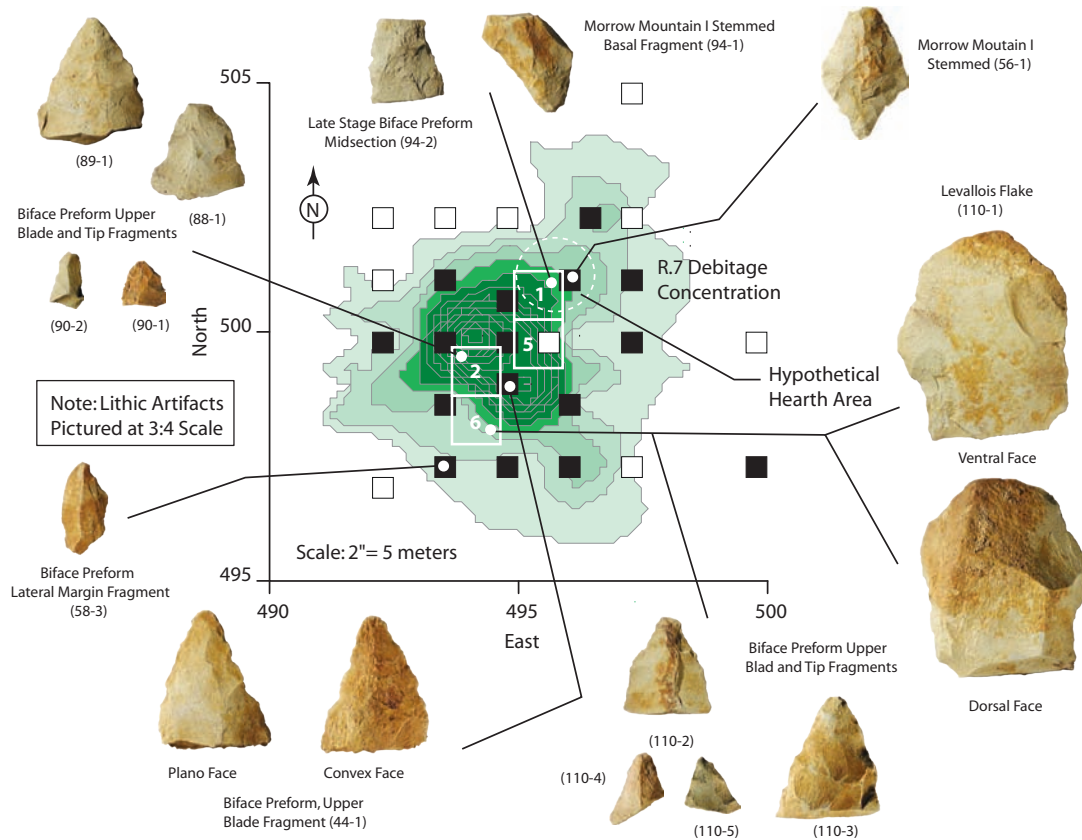 Morrow Mountain I Stemmed
Basal Fragment (94-1)
Morrow Moutain I
Stemmed (56-1)
505
Late Stage Biface Preform
Midsection (94-2)
(89-1)
(88-1)
Biface Preform Upper
Blade and Tip Fragments
(90-2)
(90-1)
N
Levallois Flake
(110-1)
R.7 Debitage
Concentration
1
5
2
6
North
500
Hypothetical
Hearth Area
Note: Lithic Artifacts
Pictured at 3:4 Scale
Ventral Face
Biface Preform
Lateral Margin Fragment
(58-3)
Scale: 2"= 5 meters
495
490
495
500
East
Biface Preform Upper
Blad and Tip Fragments
Dorsal Face
Plano Face
Convex Face
Biface Preform, Upper
Blade Fragment (44-1)
(110-2)
(110-4)
(110-5)
(110-3)